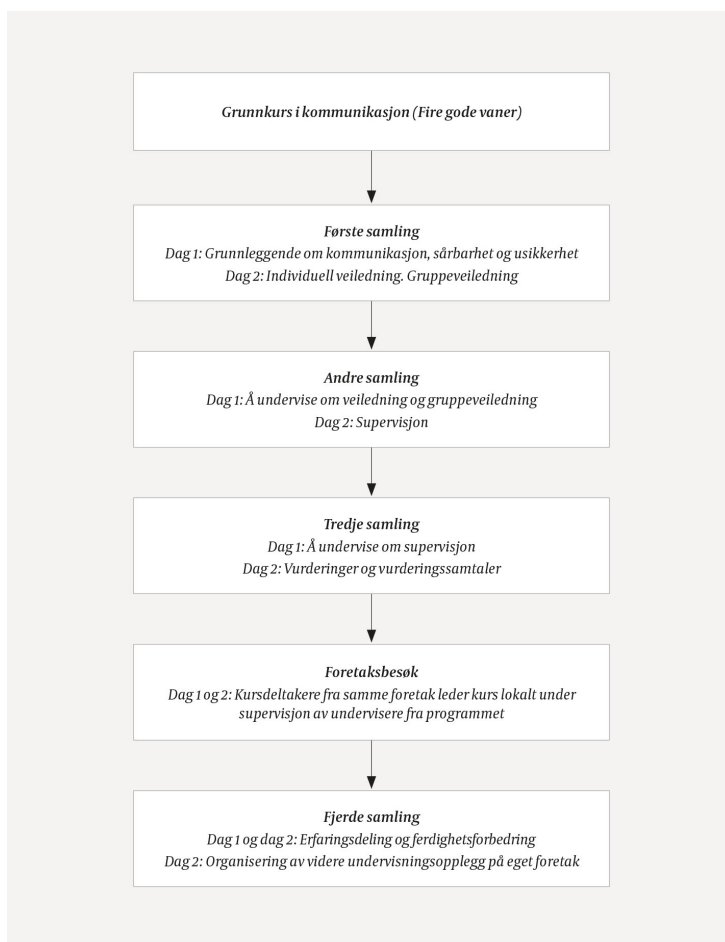 Grunnkurs i kommunikasjon (Fire gode vaner)
Første samling
Dag 1: Grunnleggende om kommunikasjon, sårbarhet og usikkerhet
Dag 2: Individuell veiledning. Gruppeveiledning
Andre samling
Dag 1: Å undervise om veiledning og gruppeveiledning
Dag 2: Supervisjon
Tredje samling
Dag 1: Å undervise om supervisjon
Dag 2: Vurderinger og vurderingssamtaler
Foretaksbesøk
Dag 1 og 2: Kursdeltakere fra samme foretak leder kurs lokalt under
supervisjon av undervisere fra programmet
Fjerde samling
Dag 1 og dag 2: Erfaringsdeling og ferdighetsforbedring
Dag 2: Organisering av videre undervisningsopplegg på eget foretak